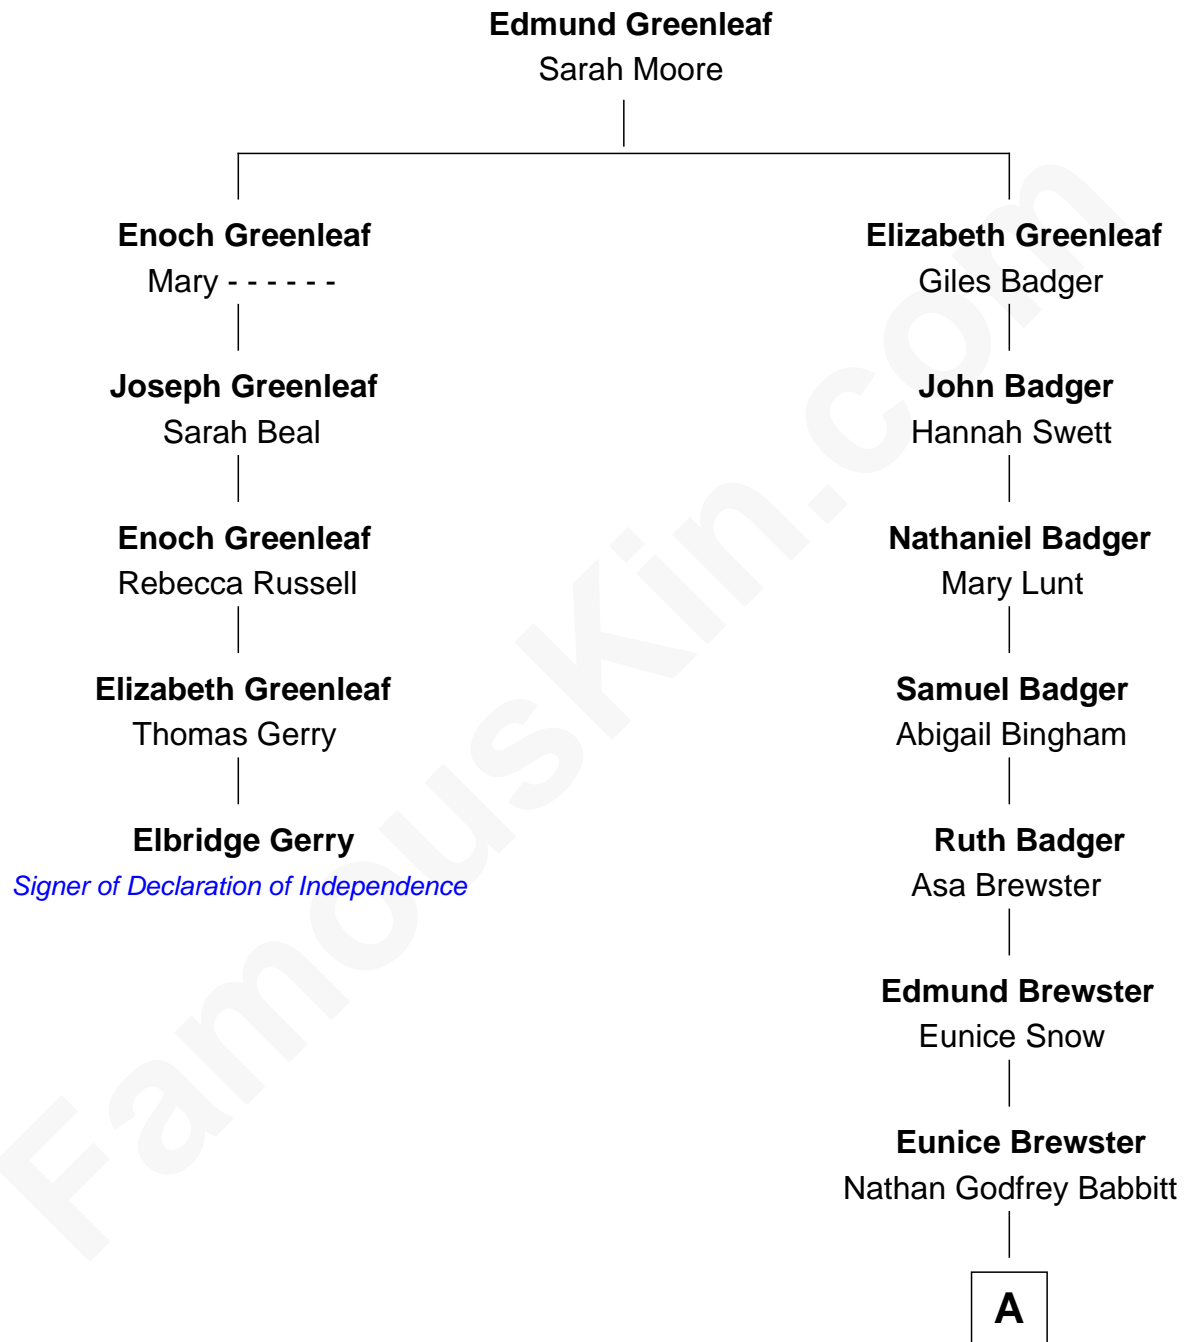 Edmund Greenleaf
Sarah Moore
Enoch Greenleaf
Mary - - - - - -
Joseph Greenleaf
Sarah Beal
Enoch Greenleaf
Rebecca Russell
Elizabeth Greenleaf
Thomas Gerry
Elbridge Gerry
Signer of Declaration of Independence
Elizabeth Greenleaf
Giles Badger
John Badger
Hannah Swett
Nathaniel Badger
Mary Lunt
Samuel Badger
Abigail Bingham
Ruth Badger
Asa Brewster
Edmund Brewster
Eunice Snow
Eunice Brewster
Nathan Godfrey Babbitt
A
FamousKin.com